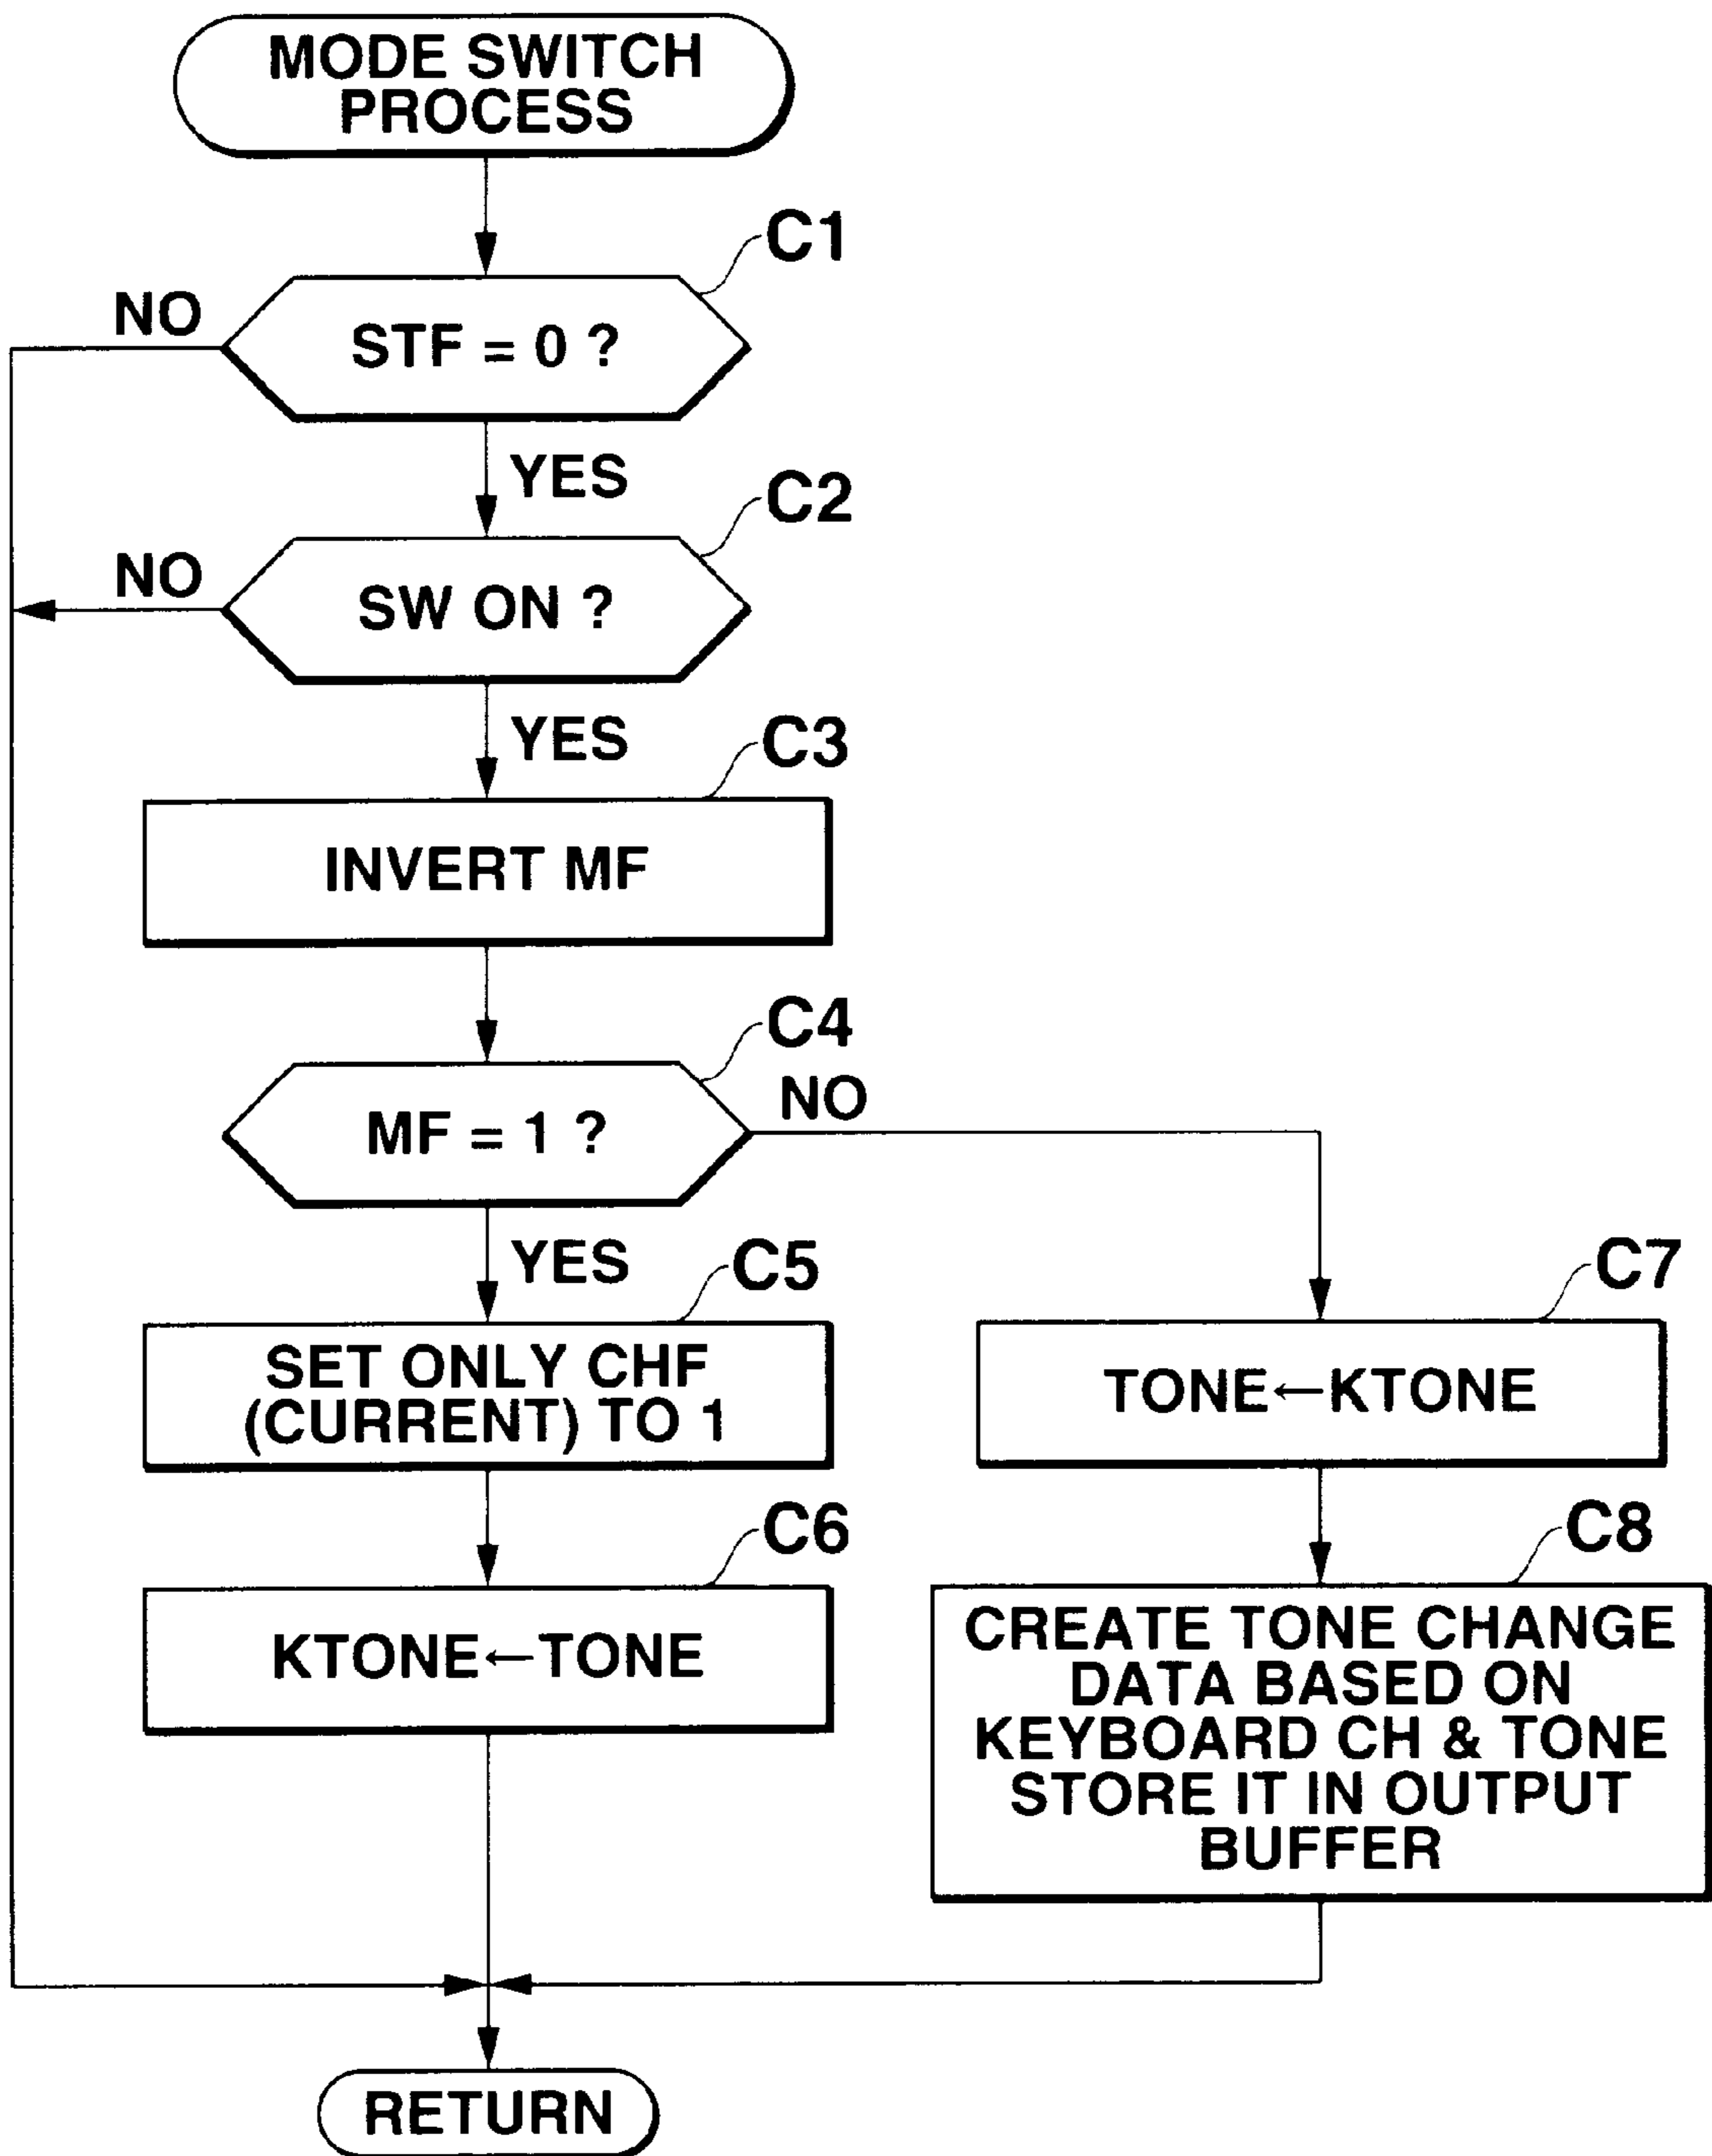 MODE SWITCH
PROCESS
C1
NO
STF = 0 ?
YES
C2
NO
SW ON ?
YES
C3
INVERT MF
C4
NO
MF = 1 ?
YES
C5
SET ONLY CHF
(CURRENT) TO 1
C7
TONE←KTONE
C6
KTONE←TONE
C8
CREATE TONE CHANGE
DATA BASED ON
KEYBOARD CH & TONE
STORE IT IN OUTPUT
BUFFER
RETURN